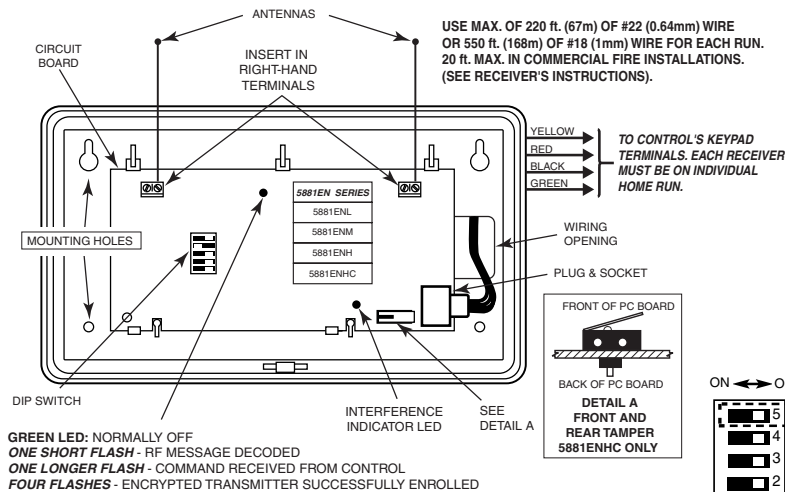 ANTENNAS
USE MAX. OF 220 ft. (67m) OF #22 (0.64mm) WIRE
OR 550 ft. (168m) OF #18 (1mm) WIRE FOR EACH RUN.
20 ft. MAX. IN COMMERCIAL FIRE INSTALLATIONS.
(SEE RECEIVER'S INSTRUCTIONS).
CIRCUIT
BOARD
INSERT IN
RIGHT-HAND
TERMINALS
YELLOW
RED
BLACK
GREEN
TO CONTROL'S KEYPAD
TERMINALS. EACH RECEIVER
MUST BE ON INDIVIDUAL
HOME RUN.
5881EN SERIES
5881ENL
5881ENM
5881ENH
5881ENHC
MOUNTING HOLES
WIRING
OPENING
PLUG & SOCKET
FRONT OF PC BOARD
BACK OF PC BOARD
DETAIL A
FRONT AND
REAR TAMPER
5881ENHC ONLY
DIP SWITCH
INTERFERENCE
INDICATOR LED
SEE
DETAIL A
ON
5
4
3
2
GREEN LED: NORMALLY OFF
ONE SHORT FLASH - RF MESSAGE DECODED
ONE LONGER FLASH - COMMAND RECEIVED FROM CONTROL
FOUR FLASHES - ENCRYPTED TRANSMITTER SUCCESSFULLY ENROLLED